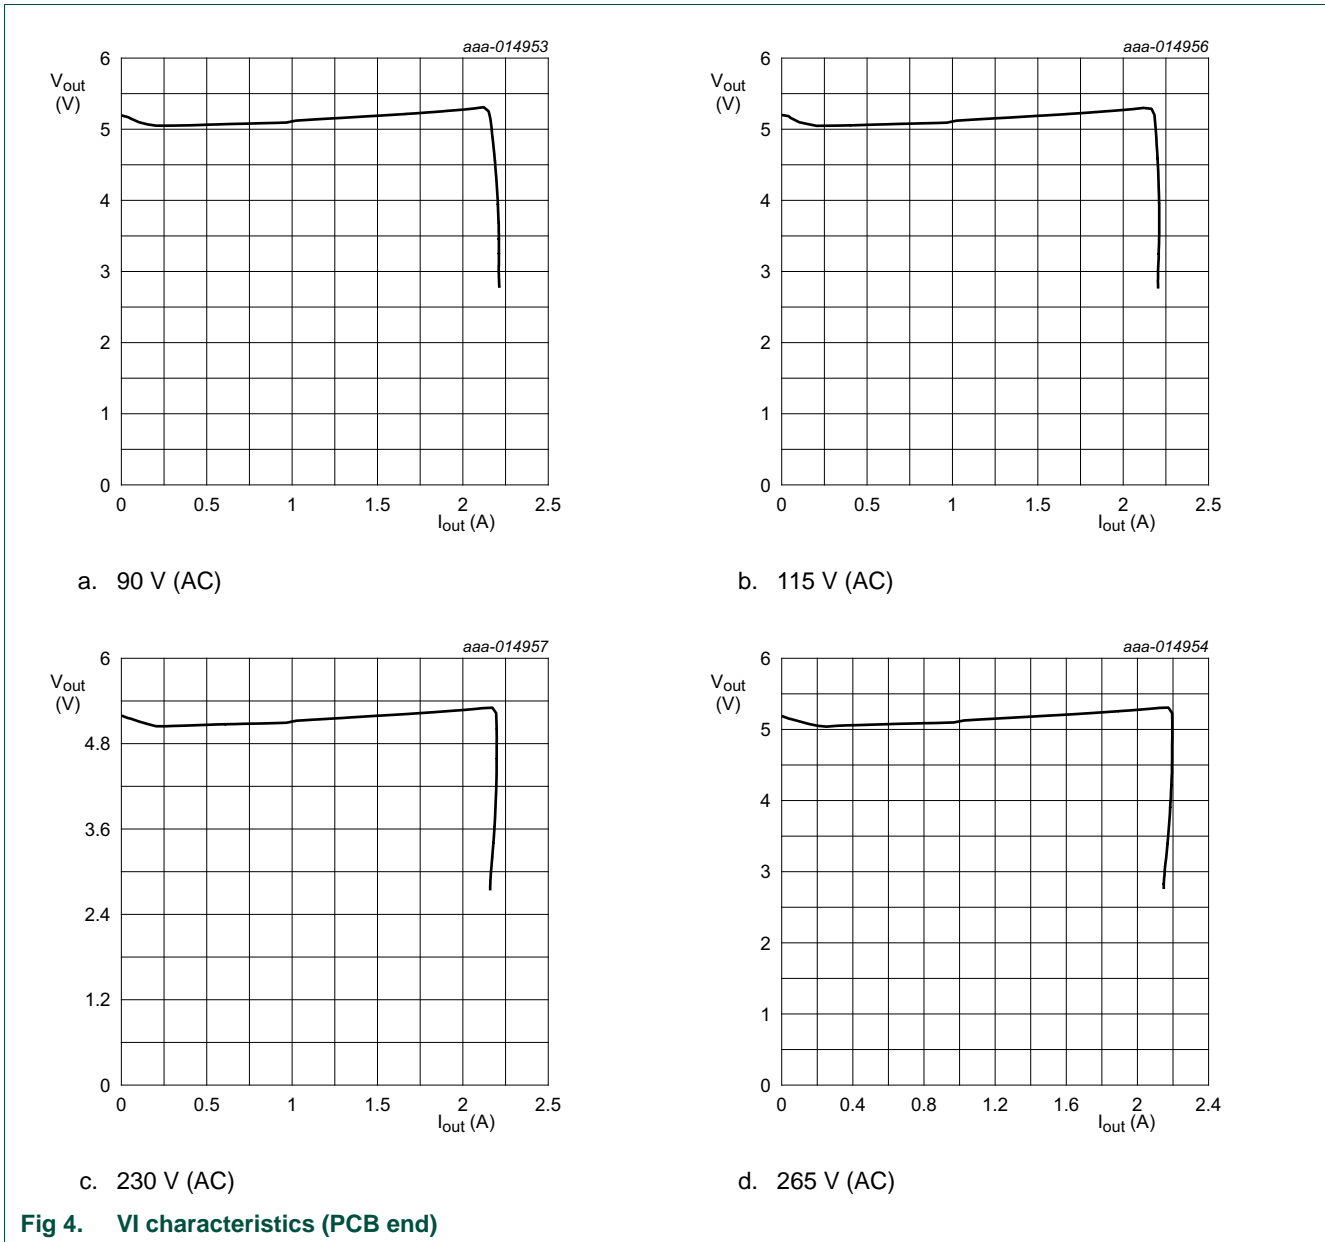 aaa-014953
6
Vout
(V)
5
4
3
2
1
0
0 0.5 1 1.5 2 2.5
Iout (A)
a. 90 V (AC)
aaa-014956
6
Vout
(V)
5
4
3
2
1
0
0 0.5 1 1.5 2 2.5
Iout (A)
b. 115 V (AC)
aaa-014957
6
Vout
(V)
4.8
3.6
2.4
1.2
0
0 0.5 1 1.5 2 2.5
Iout (A)
c. 230 V (AC)
aaa-014954
6
Vout
(V)
5
4
3
2
1
0
0 0.4 0.8 1.2 1.6 2 2.4
Iout (A)
d. 265 V (AC)
Fig 4. VI characteristics (PCB end)